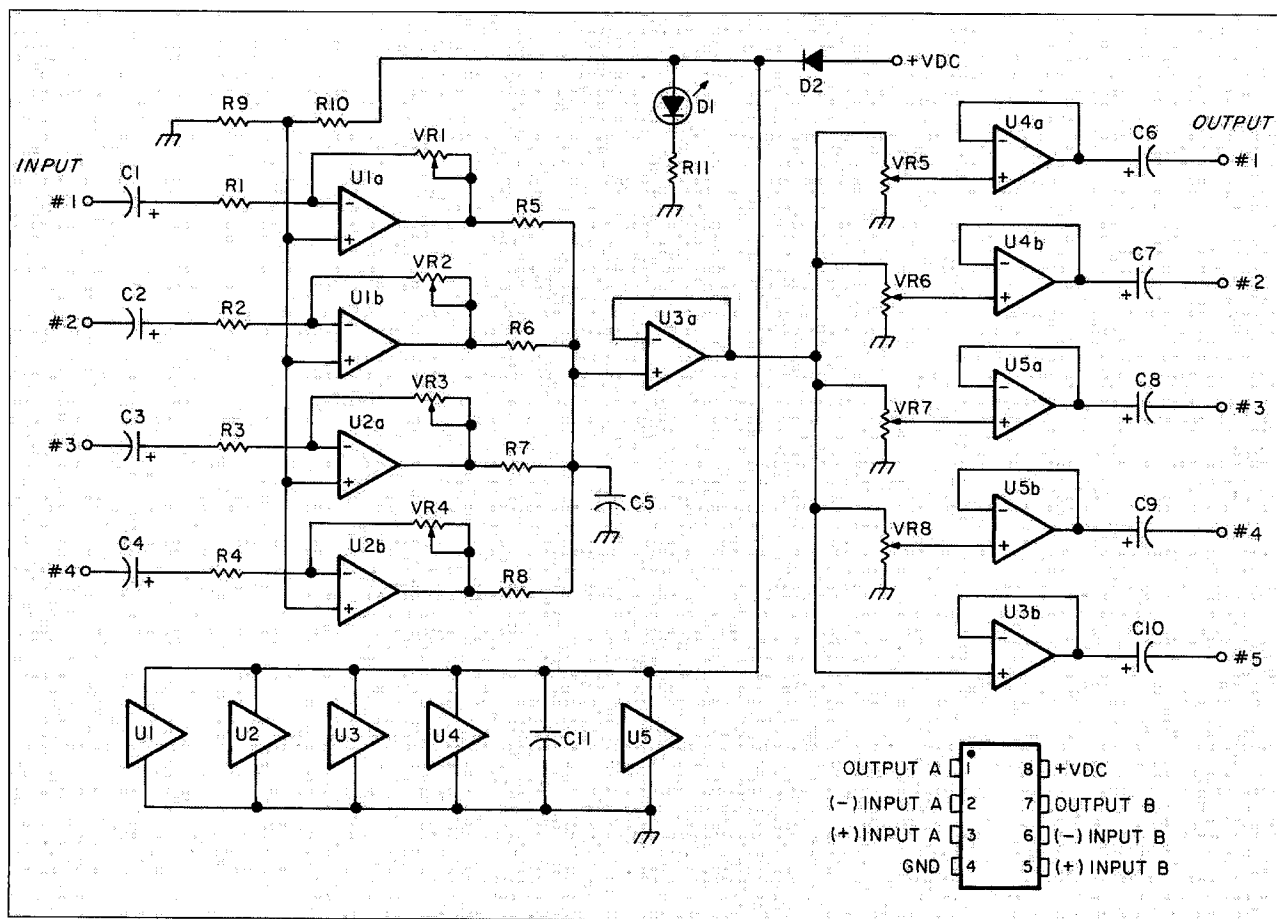 +VDC
D2
D1
R11
R9
R10
INPUT
VR1
#1
C1
+
R1
U1a
-
+
R5
VR2
#2
C2
+
R2
U1b
-
+
R6
VR3
#3
C3
+
R3
U2a
-
+
R7
C5
VR4
#4
C4
+
R4
U2b
-
+
R8
U3a
-
+
OUTPUT
VR5
U4a
-
+
C6
+
#1
VR6
U4b
-
+
C7
+
#2
VR7
U5a
-
+
C8
+
#3
VR8
U5b
-
+
C9
+
#4
U3b
-
+
C10
+
#5
U1
U2
U3
U4
C11
U5
OUTPUT A 1 8 +VDC
(-) INPUT A 2 7 OUTPUT B
(+) INPUT A 3 6 (-) INPUT B
GND 4 5 (+) INPUT B